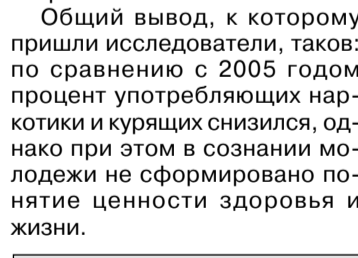 Общий вывод, к которому
пришли исследователи, таков:
по сравнению с 2005 годом
процент употребляющих нар-
котики и курящих снизился, од-
нако при этом в сознании мо-
лодежи не сформировано по-
нятие ценности здоровья и
жизни.